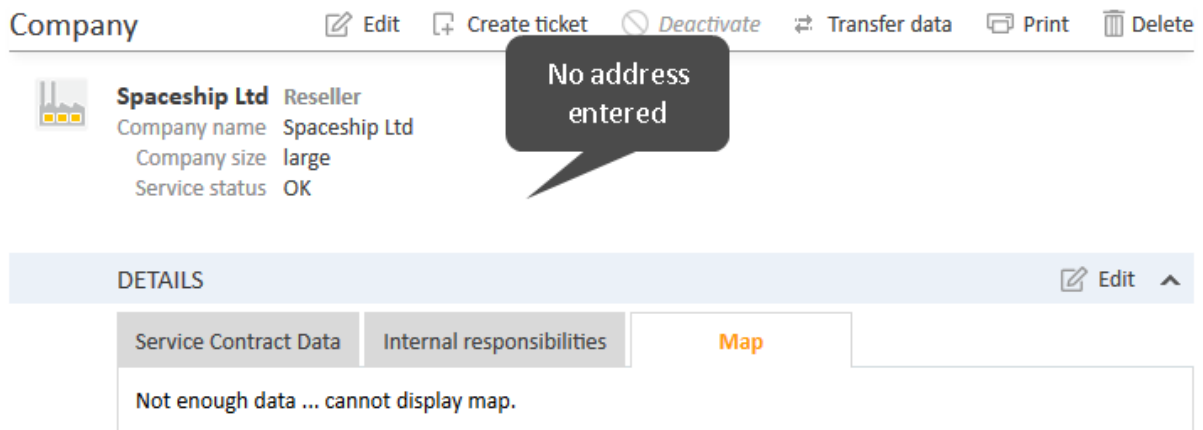 Company Edit Create ticket Deactivate Transfer data Print Delete
No address
entered
Spaceship Ltd Reseller
Company name Spaceship Ltd
Company size large
Service status OK
DETAILS Edit
Service Contract Data Internal responsibilities Map
Not enough data ... cannot display map.